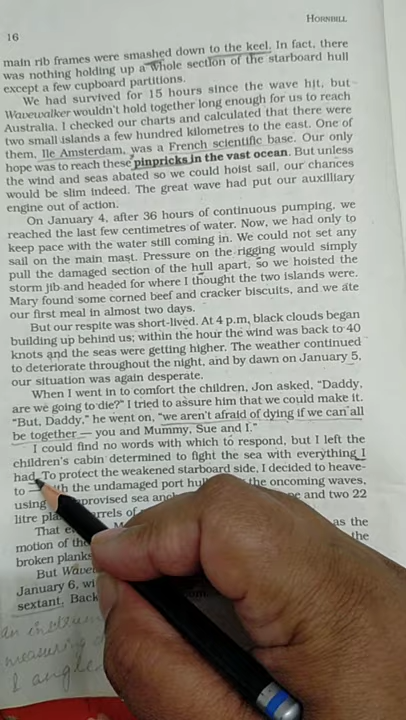 HORNBILL
16
main rib frames were smashed down to the keel. In fact, there
was nothing holding up a whole section of the starboard hull
except a few cupboard partitions.
We had survived for 15 hours since the wave hit, but
Wavewalker wouldn't hold together long enough for us to reach
Australia. I checked our charts and calculated that there were
two small islands a few hundred kilometres to the east. One of
them, Ile Amsterdam, was a French scientific base. Our only
hope was to reach these pinpricks in the vast ocean. But unless
the wind and seas abated so we could hoist sail, our chances
would be slim indeed. The great wave had put our auxilliary
engine out of action.
On January 4, after 36 hours of continuous pumping, we
reached the last few centimetres of water. Now, we had only to
keep pace with the water still coming in. We could not set any
sail on the main mast. Pressure on the rigging would simply
pull the damaged section of the hull apart, so we hoisted the
storm jib and headed for where I thought the two islands were.
Mary found some corned beef and cracker biscuits, and we ate
our first meal in almost two days.
But our respite was short-lived. At 4 p.m, black clouds began
building up behind us; within the hour the wind was back to 40
knots and the seas were getting higher. The weather continued
to deteriorate throughout the night, and by dawn on January 5,
our situation was again desperate.
When I went in to comfort the children, Jon asked, "Daddy,
are we going to die?" I tried to assure him that we could make it.
"But, Daddy," he went on, "we aren't afraid of dying if we can all
be together — you and Mummy, Sue and I."
I could find no words with which to respond, but I left the
children's cabin determined to fight the sea with everything I
had. To protect the weakened starboard side, I decided to heave-
to the undamaged port hull the oncoming waves,
using improvised sea and two 22
litre barrels of
That as the
motion of the
broken planks
But
January 6,
sextant. Back
an
measuring
angle